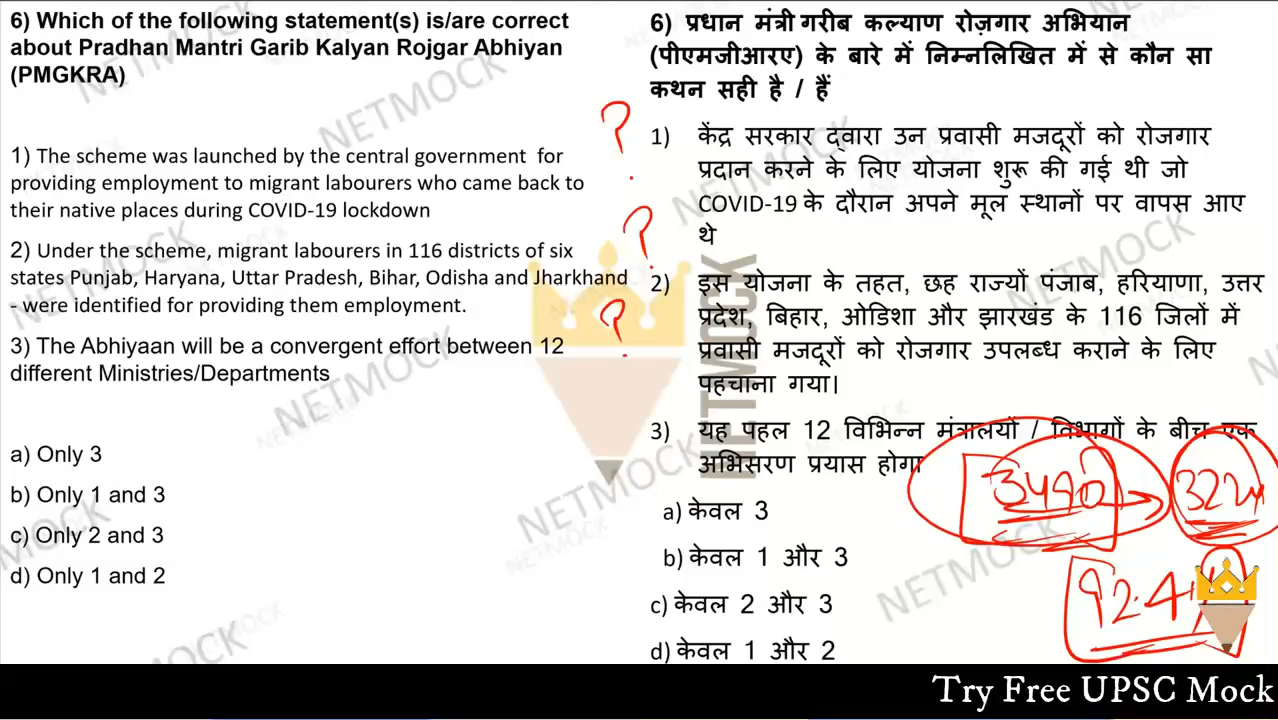 6) Which of the following statement(s) is/are correct
about Pradhan Mantri Garib Kalyan Rojgar Abhiyan
(PMGKRA)
1) The scheme was launched by the central government for
providing employment to migrant labourers who came back to
their native places during COVID-19 lockdown
2) Under the scheme, migrant labourers in 116 districts of six
states Punjab, Haryana, Uttar Pradesh, Bihar, Odisha and Jharkhand
- were identified for providing them employment.
3) The Abhiyaan will be a convergent effort between 12
different Ministries/Departments
a) Only 3
b) Only 1 and 3
c) Only 2 and 3
d) Only 1 and 2
6) प्रधान मंत्री गरीब कल्याण रोज़गार अभियान
(पीएमजीआरए) के बारे में निम्नलिखित में से कौन सा
कथन सही है / हैं
1) केंद्र सरकार द्वारा उन प्रवासी मजदूरों को रोजगार
प्रदान करने के लिए योजना शुरू की गई थी जो
COVID-19 के दौरान अपने मूल स्थानों पर वापस आए
थे
2) इस योजना के तहत, छह राज्यों पंजाब, हरियाणा, उत्तर
प्रदेश, बिहार, ओडिशा और झारखंड के 116 जिलों में
प्रवासी मजदूरों को रोजगार उपलब्ध कराने के लिए
पहचाना गया।
3) यह पहल 12 विभिन्न मंत्रालयों / विभागों के बीच एक
अभिसरण प्रयास होगा
a) केवल 3
b) केवल 1 और 3
c) केवल 2 और 3
d) केवल 1 और 2
?
?
?
3490
NETMOCK
Try Free UPSC Mock